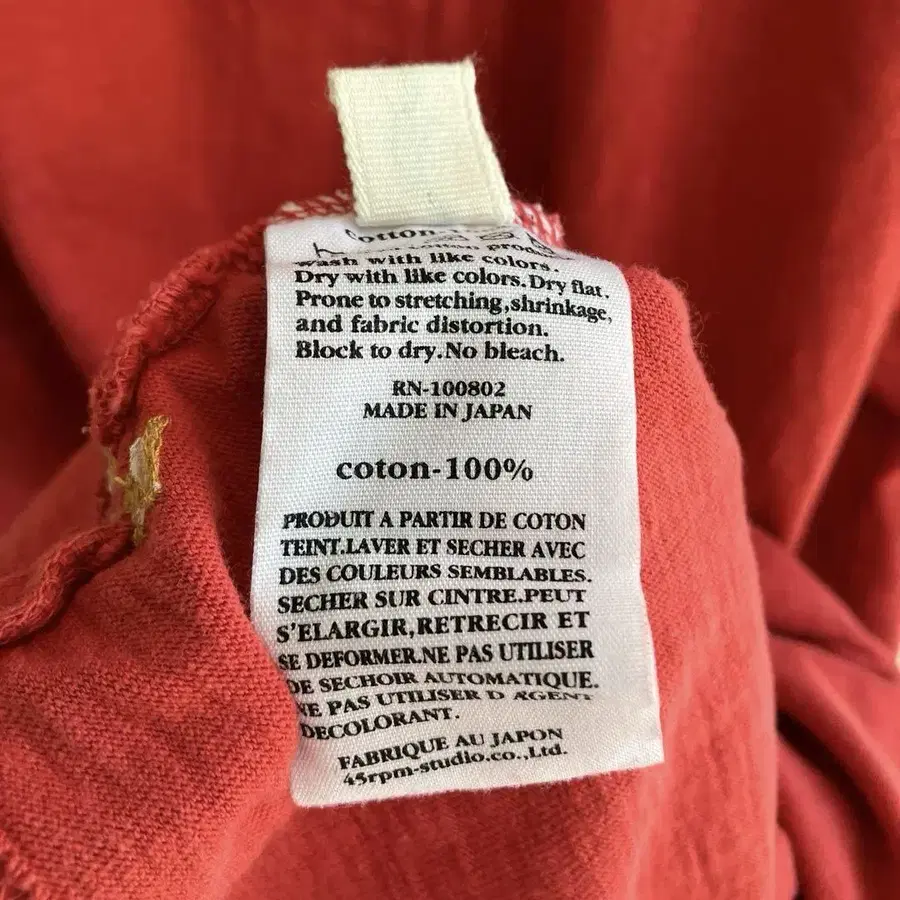 cotton
wash with like colors.
Dry with like colors.Dry flat.
Prone to stretching,shrinkage,
and fabric distortion.
Block to dry.No bleach.
RN-100802
MADE IN JAPAN
coton-100%
PRODUIT A PARTIR DE COTON
TEINT.LAVER ET SECHER AVEC
DES COULEURS SEMBLABLES.
SECHER SUR CINTRE.PEUT
S'ELARGIR,RETRECIR ET
SE DEFORMER.NE PAS UTILISER
DE SECHOIR AUTOMATIQUE.
NE PAS UTILISER D AGENT
DECOLORANT.
FABRIQUE AU JAPON
45rpm-studio.co.,Ltd.